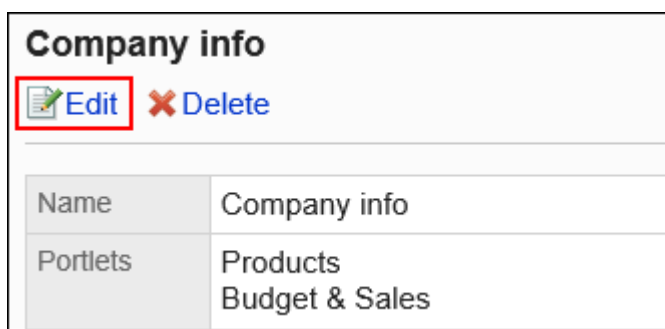 Company info
Edit Delete
Name Company info
Portlets Products
Budget & Sales